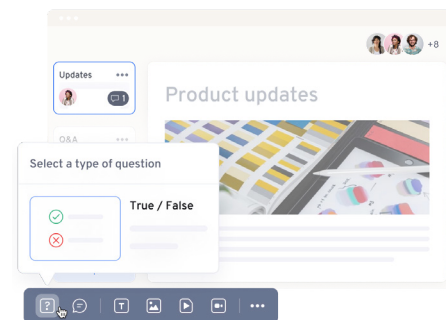 +8
Updates
1
Product updates
Q&A
Select a type of question
True / False
?
T